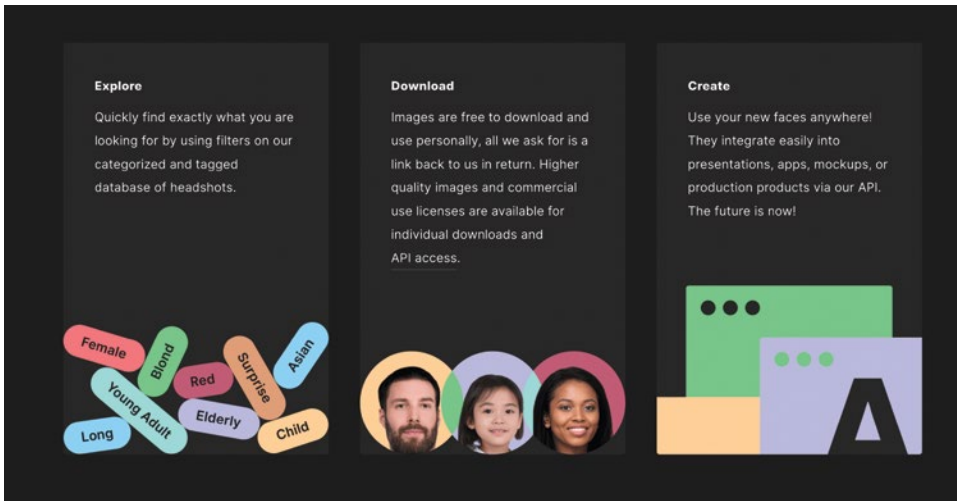 Explore
Quickly find exactly what you are
looking for by using filters on our
categorized and tagged
database of headshots.
Female
Blond
Red
Surprise
Asian
Young Adult
Elderly
Long
Child
Download
Images are free to download and
use personally, all we ask for is a
link back to us in return. Higher
quality images and commercial
use licenses are available for
individual downloads and
API access.
Create
Use your new faces anywhere!
They integrate easily into
presentations, apps, mockups, or
production products via our API.
The future is now!
A